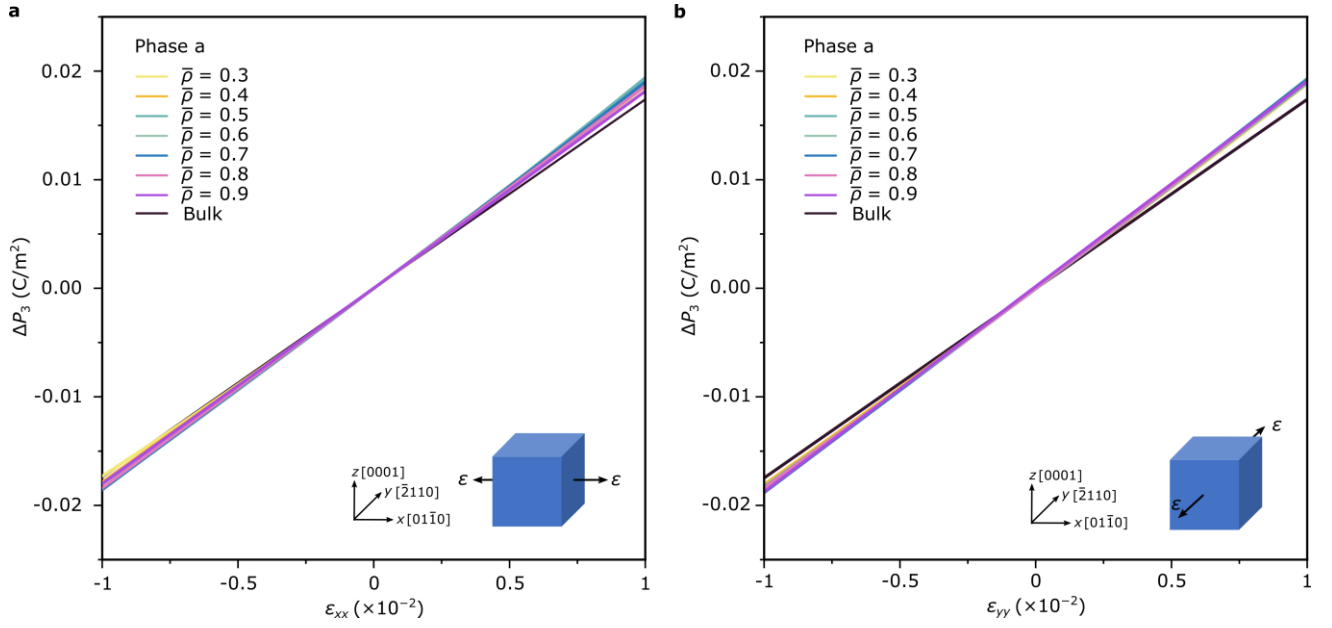 a
Phase a
ρ̅ = 0.3
ρ̅ = 0.4
ρ̅ = 0.5
ρ̅ = 0.6
ρ̅ = 0.7
ρ̅ = 0.8
ρ̅ = 0.9
Bulk
0.02
0.01
0.00
-0.01
-0.02
ΔP₃ (C/m²)
z [0001]
y [2̅110]
x [011̅0]
ε
ε
-1
-0.5
0
0.5
1
εₓₓ (×10⁻²)
b
Phase a
ρ̅ = 0.3
ρ̅ = 0.4
ρ̅ = 0.5
ρ̅ = 0.6
ρ̅ = 0.7
ρ̅ = 0.8
ρ̅ = 0.9
Bulk
0.02
0.01
0.00
-0.01
-0.02
ΔP₃ (C/m²)
z [0001]
y [2̅110]
x [011̅0]
ε
ε
-1
-0.5
0
0.5
1
ε_yy (×10⁻²)